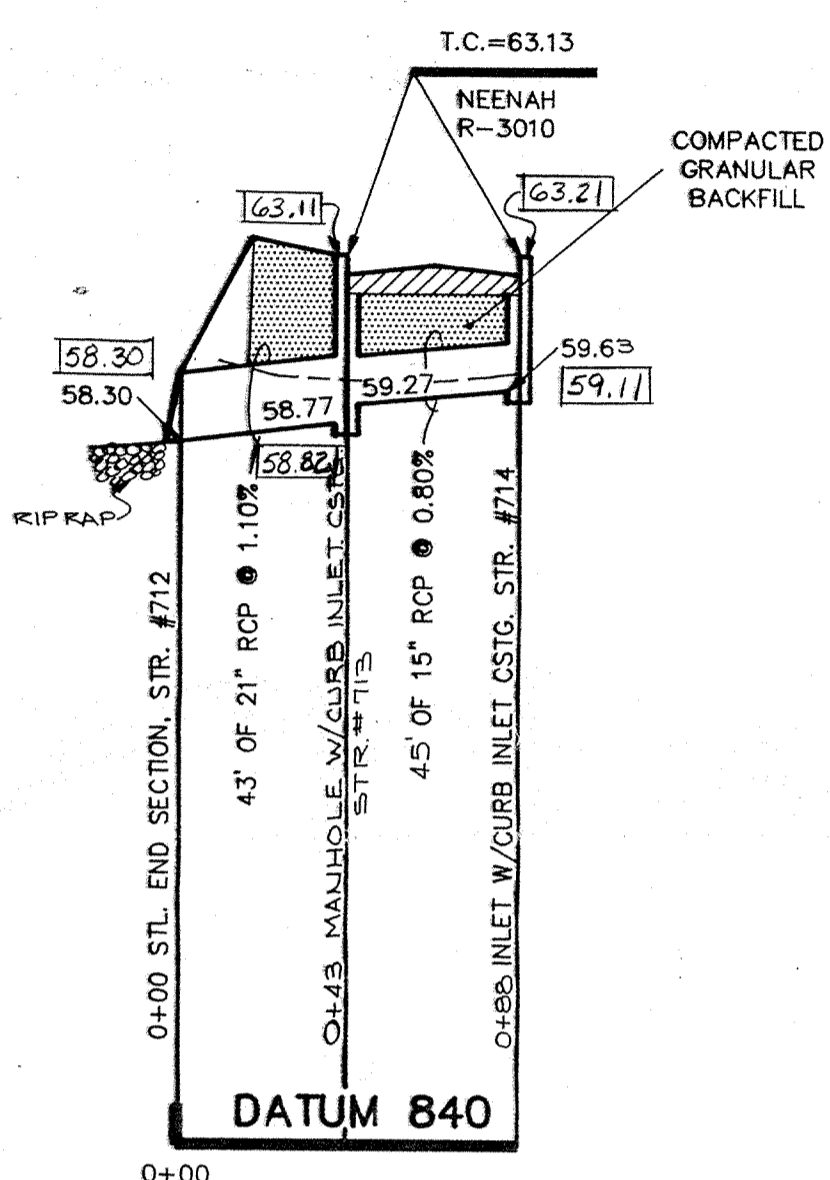 T.C.=63.13
NEENAH
R-3010
COMPACTED
GRANULAR
BACKFILL
63.11
63.21
58.30
58.30
59.63
59.11
59.27
58.77
58.82
RIP RAP
0+00 STL. END SECTION, STR. #712
43' OF 21" RCP @ 1.10%
0+43 MANHOLE W/CURB INLET CSTG
STR.#713
45' OF 15" RCP @ 0.80%
0+88 INLET W/CURB INLET CSTG. STR. #714
DATUM 840
0+00